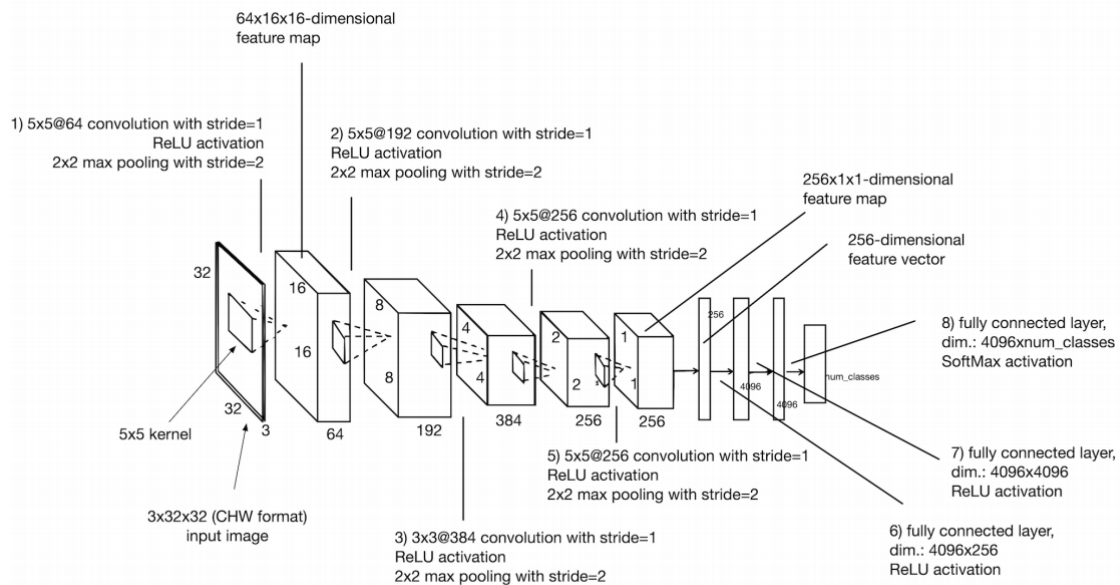 64x16x16-dimensional
feature map
1) 5x5@64 convolution with stride=1
ReLU activation
2x2 max pooling with stride=2
2) 5x5@192 convolution with stride=1
ReLU activation
2x2 max pooling with stride=2
4) 5x5@256 convolution with stride=1
ReLU activation
2x2 max pooling with stride=2
256x1x1-dimensional
feature map
256-dimensional
feature vector
32
32
3
16
16
64
8
8
192
4
4
384
2
2
256
1
1
256
256
4096
4096
num_classes
8) fully connected layer,
dim.: 4096xnum_classes
SoftMax activation
5x5 kernel
3x32x32 (CHW format)
input image
3) 3x3@384 convolution with stride=1
ReLU activation
2x2 max pooling with stride=2
5) 5x5@256 convolution with stride=1
ReLU activation
2x2 max pooling with stride=2
7) fully connected layer,
dim.: 4096x4096
ReLU activation
6) fully connected layer,
dim.: 4096x256
ReLU activation